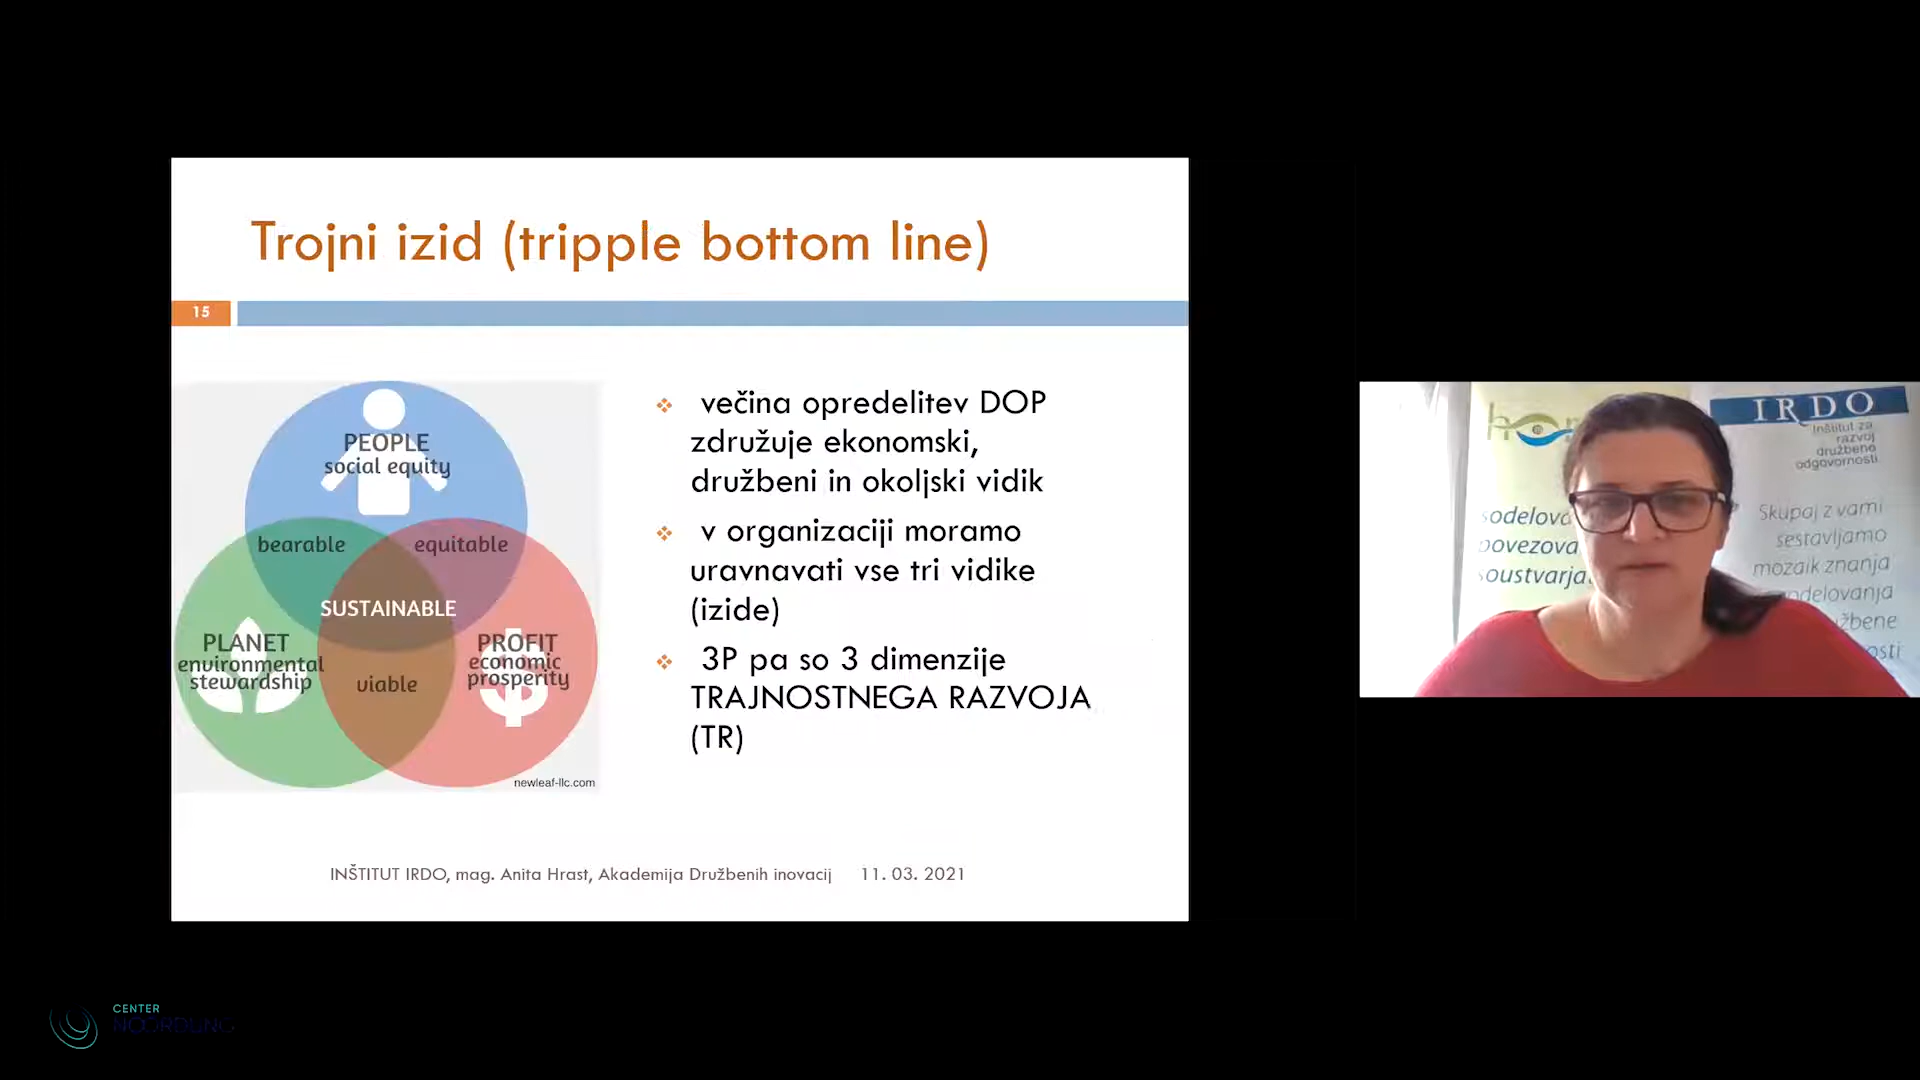 Trojni izid (tripple bottom line)
15
PEOPLE
social equity
bearable
equitable
SUSTAINABLE
PLANET
environmental
stewardship
viable
PROFIT
economic
prosperity
newleaf-llc.com
večina opredelitev DOP
združuje ekonomski,
družbeni in okoljski vidik
v organizaciji moramo
uravnavati vse tri vidike
(izide)
3P pa so 3 dimenzije
TRAJNOSTNEGA RAZVOJA
(TR)
INŠTITUT IRDO, mag. Anita Hrast, Akademija Družbenih inovacij 11. 03. 2021
IRDO
Inštitut za
razvoj
družbene
odgovornosti
Skupaj z vami
sestavljamo
mozaik znanja
CENTER
NOORDUNG